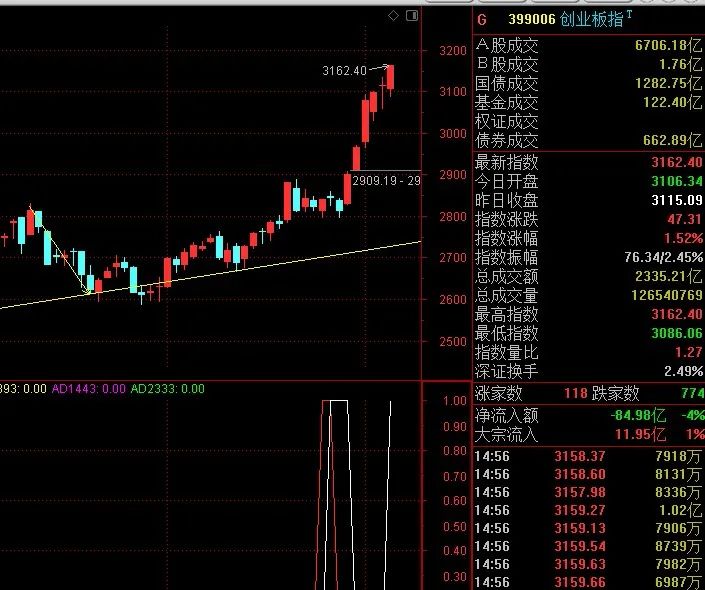 3162.40
2909.19 - 29
3200
3100
3000
2900
2800
2700
2600
2500
393: 0.00 AD1443: 0.00 AD2333: 0.00
1.00
0.90
0.80
0.70
0.60
0.50
0.40
0.30
G 399006 创业板指T
A股成交 6706.18亿
B股成交 1.76亿
国债成交 1282.75亿
基金成交 122.40亿
权证成交
债券成交 662.89亿
最新指数 3162.40
今日开盘 3106.34
昨日收盘 3115.09
指数涨跌 47.31
指数涨幅 1.52%
指数振幅 76.34/2.45%
总成交额 2335.21亿
总成交量 126540769
最高指数 3162.40
最低指数 3086.06
指数量比 1.27
深证换手 2.49%
涨家数 118 跌家数 774
净流入额 -84.98亿 -4%
大宗流入 11.95亿 1%
14:56 3158.37 7918万
14:56 3158.60 8131万
14:56 3157.98 8336万
14:56 3159.27 1.02亿
14:56 3159.13 7906万
14:56 3159.54 8739万
14:56 3159.63 7982万
14:56 3159.66 6987万